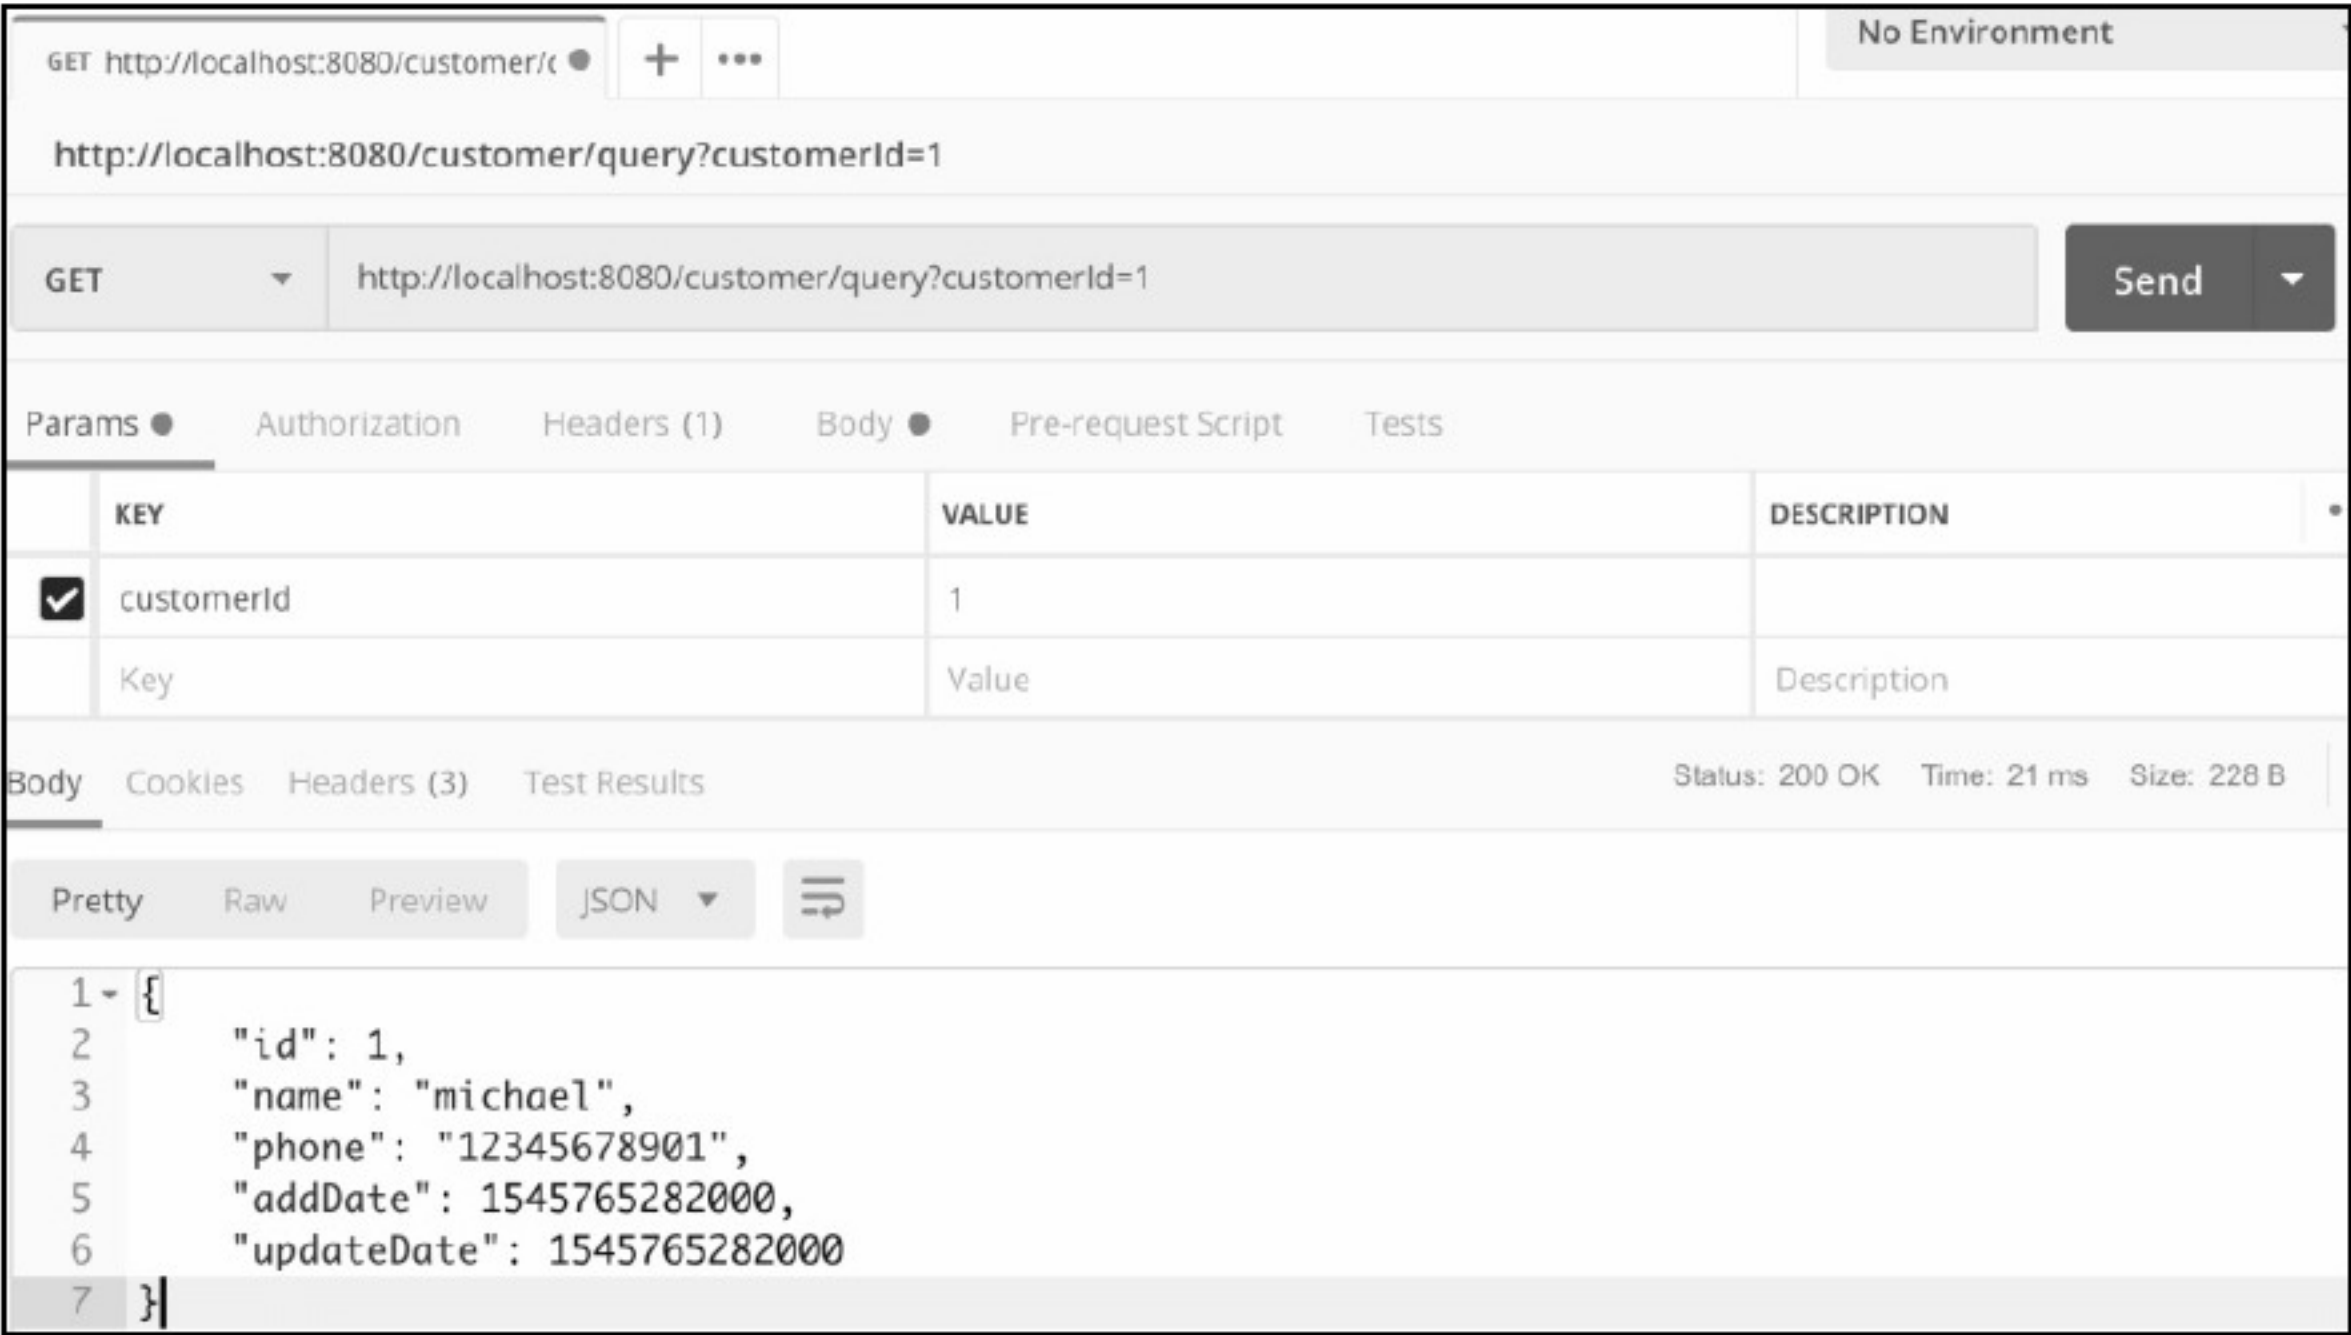 GET http://localhost:8080/customer/c + •••
No Environment
http://localhost:8080/customer/query?customerId=1
GET http://localhost:8080/customer/query?customerId=1 Send
Params Authorization Headers (1) Body Pre-request Script Tests
KEY VALUE DESCRIPTION
customerId 1
Key Value Description
Body Cookies Headers (3) Test Results Status: 200 OK Time: 21 ms Size: 228 B
Pretty Raw Preview JSON
1 {
2 "id": 1,
3 "name": "michael",
4 "phone": "12345678901",
5 "addDate": 1545765282000,
6 "updateDate": 1545765282000
7 }